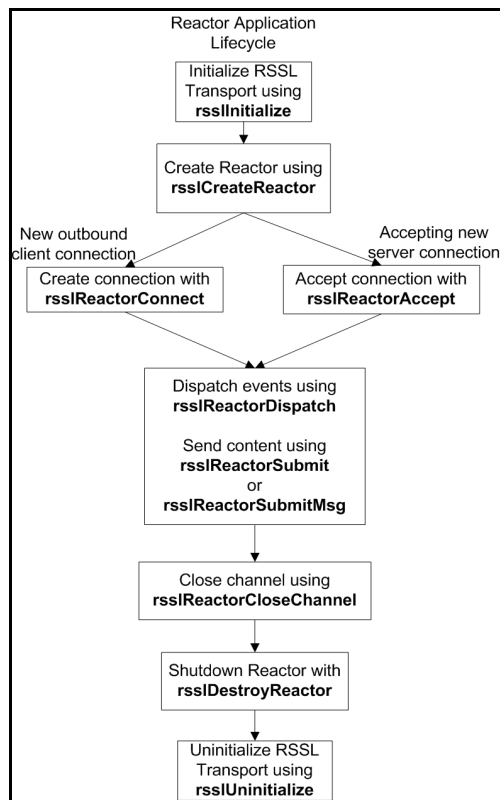 Reactor Application
Lifecycle
Initialize RSSL
Transport using
rsslInitialize
Create Reactor using
rsslCreateReactor
New outbound
client connection
Accepting new
server connection
Create connection with
rsslReactorConnect
Accept connection with
rsslReactorAccept
Dispatch events using
rsslReactorDispatch
Send content using
rsslReactorSubmit
or
rsslReactorSubmitMsg
Close channel using
rsslReactorCloseChannel
Shutdown Reactor with
rsslDestroyReactor
Uninitialize RSSL
Transport using
rsslUninitialize